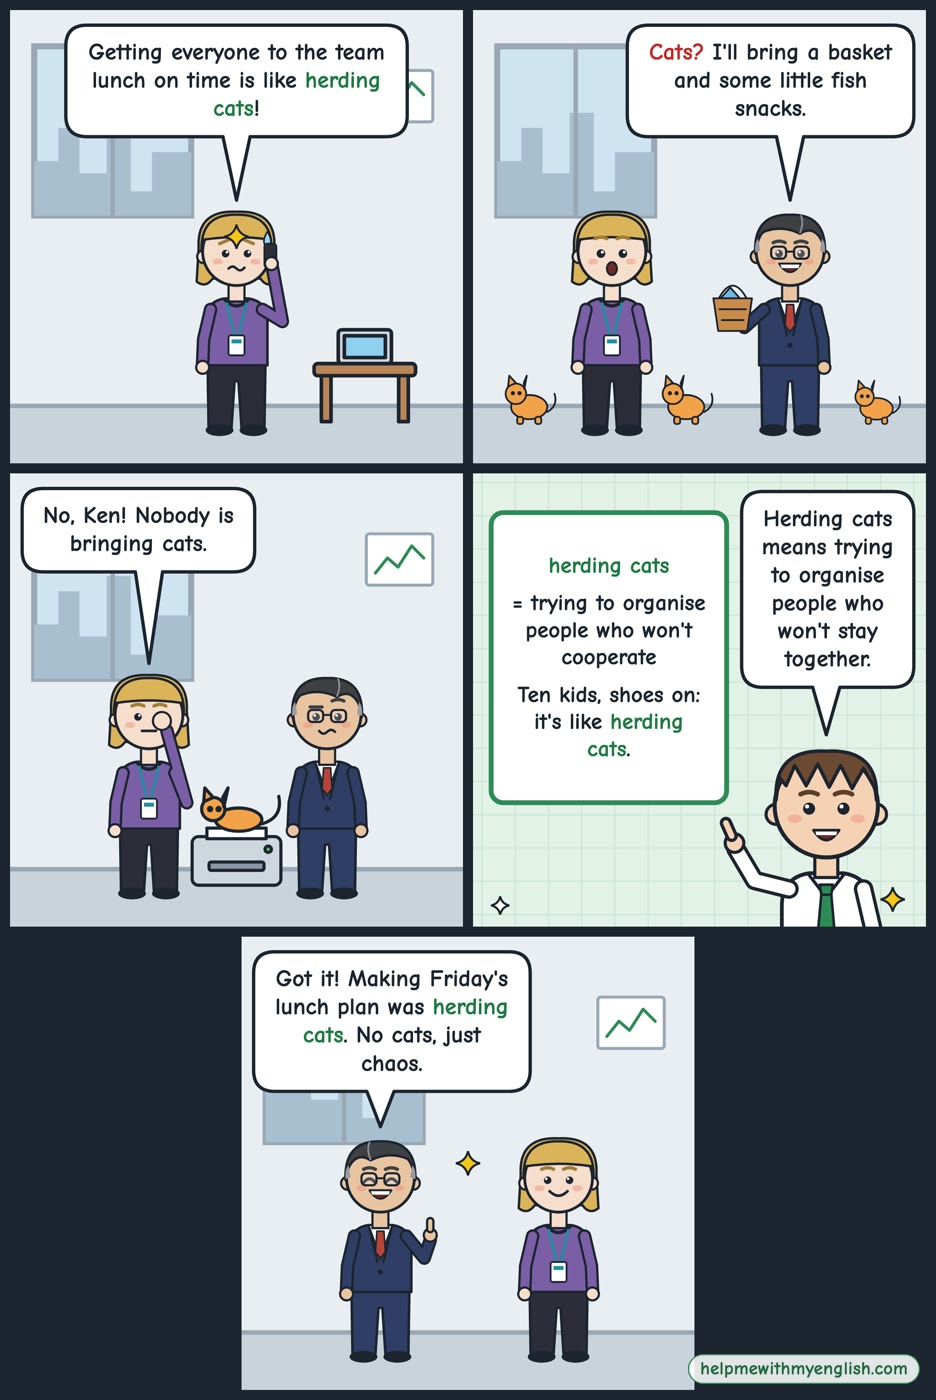 Getting everyone to the team
lunch on time is like herding
cats!
Cats? I'll bring a basket
and some little fish
snacks.
No, Ken! Nobody is
bringing cats.
herding cats
= trying to organise
people who won't
cooperate
Ten kids, shoes on:
it's like herding
cats.
Herding cats
means trying
to organise
people who
won't stay
together.
Got it! Making Friday's
lunch plan was herding
cats. No cats, just
chaos.
helpmewithmyenglish.com